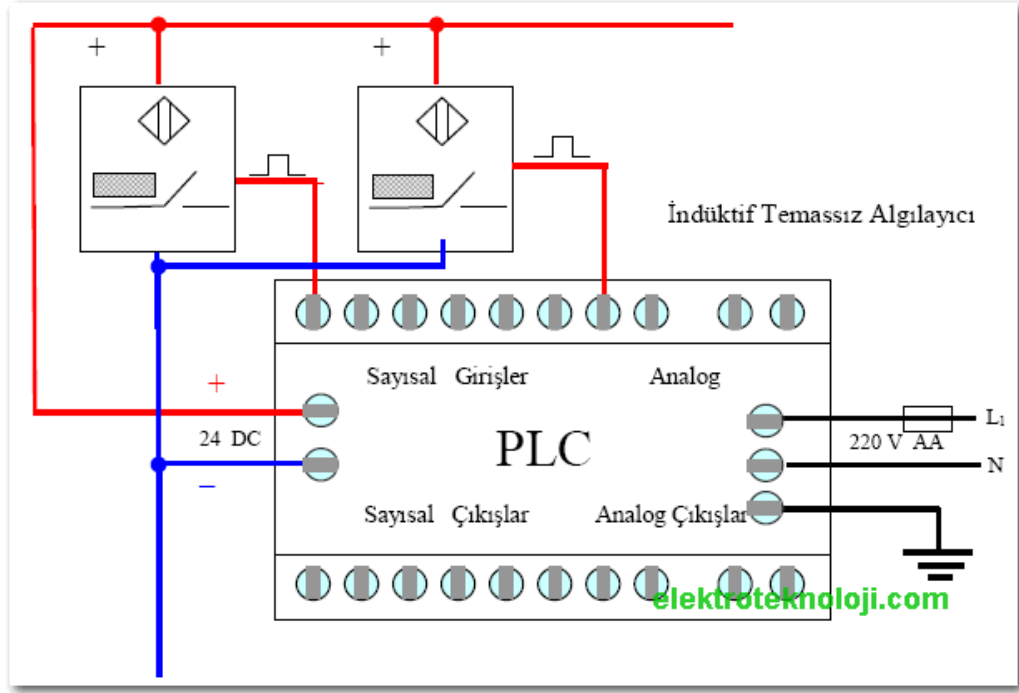 + +
İndüktif Temassız Algılayıcı
Sayısal Girişler Analog
+
24 DC
–
PLC
L1
220 V AA
N
Sayısal Çıkışlar Analog Çıkışlar
elektroteknoloji.com